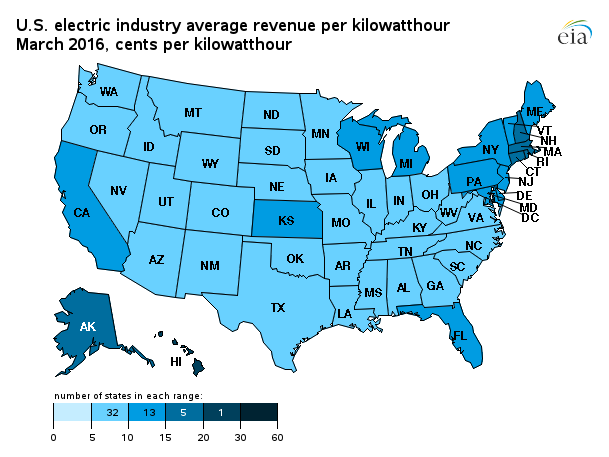 U.S. electric industry average revenue per kilowatthour
March 2016, cents per kilowatthour
eia
WA
MT
ND
MN
ME
OR
ID
SD
WI
MI
NY
VT
NH
MA
RI
CT
NJ
WY
IA
PA
DE
MD
DC
NV
UT
CO
NE
IL
IN
OH
WV
VA
CA
KS
MO
KY
NC
AZ
NM
OK
AR
TN
SC
TX
LA
MS
AL
GA
FL
AK
HI
number of states in each range:
32 13 5 1
0 5 10 15 20 30 60